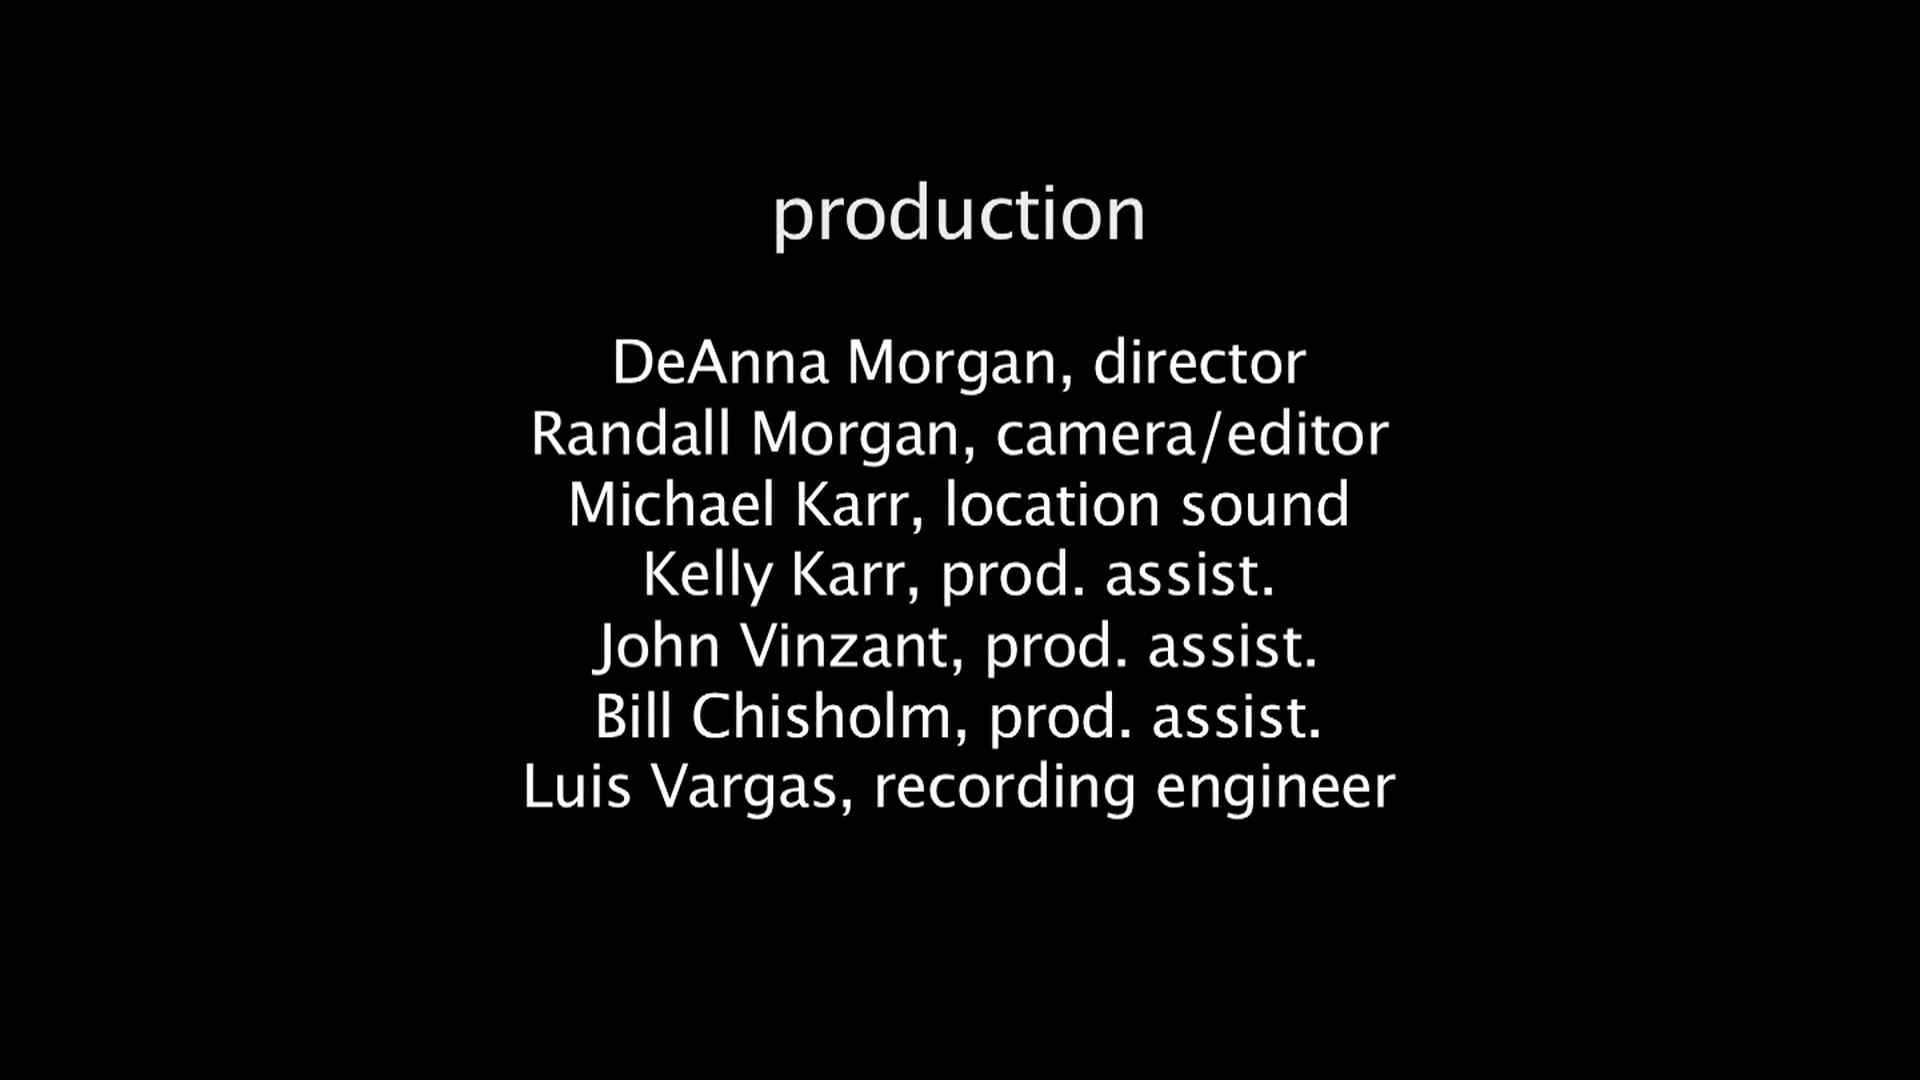 production
DeAnna Morgan, director
Randall Morgan, camera/editor
Michael Karr, location sound
Kelly Karr, prod. assist.
John Vinzant, prod. assist.
Bill Chisholm, prod. assist.
Luis Vargas, recording engineer